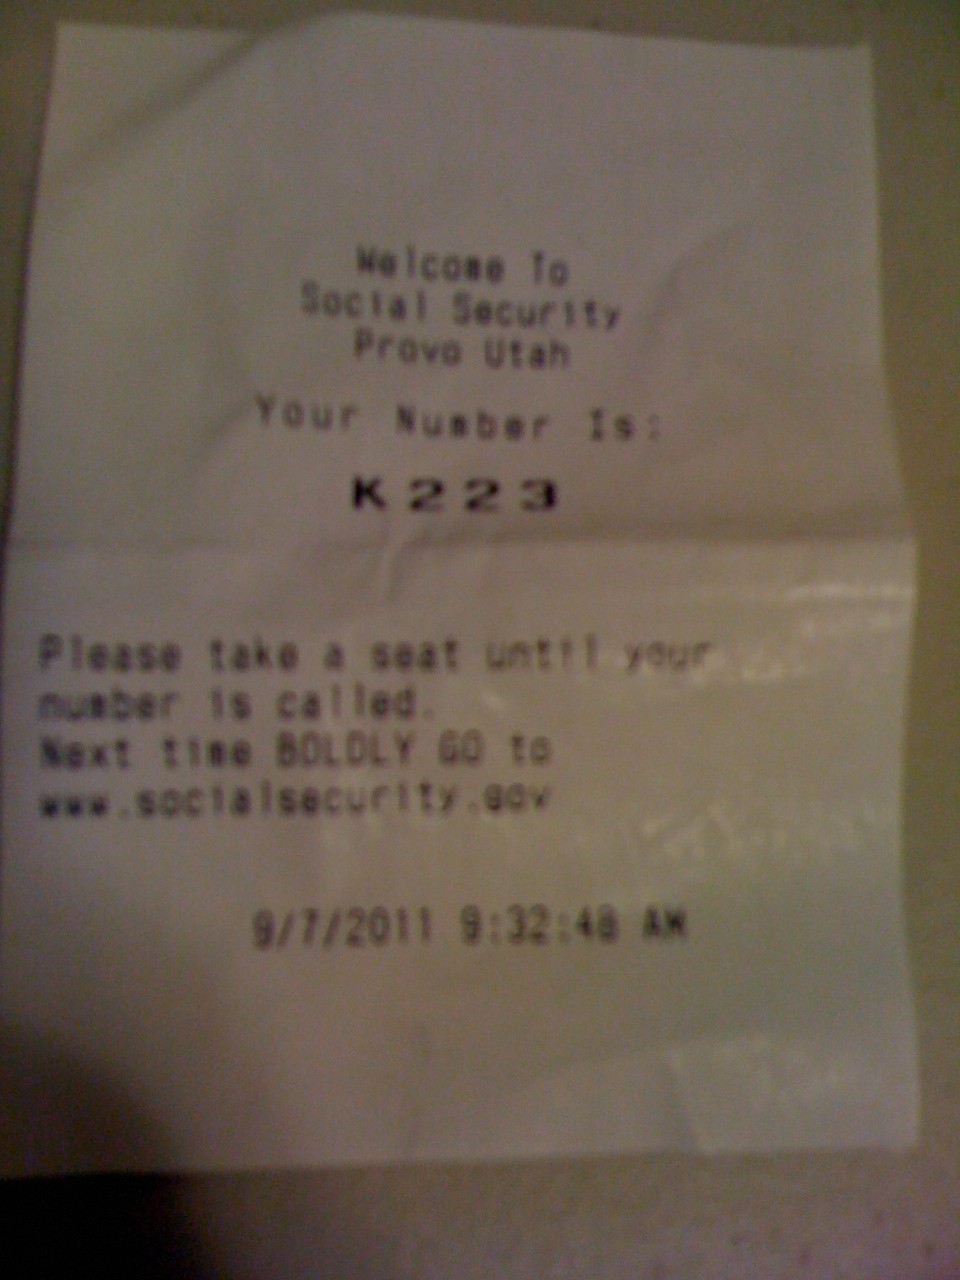 Welcome To
Social Security
Provo Utah
Your Number Is:
K223
Please take a seat until your
number is called.
Next time BOLDLY GO to
www.socialsecurity.gov
9/7/2011 9:32:48 AM